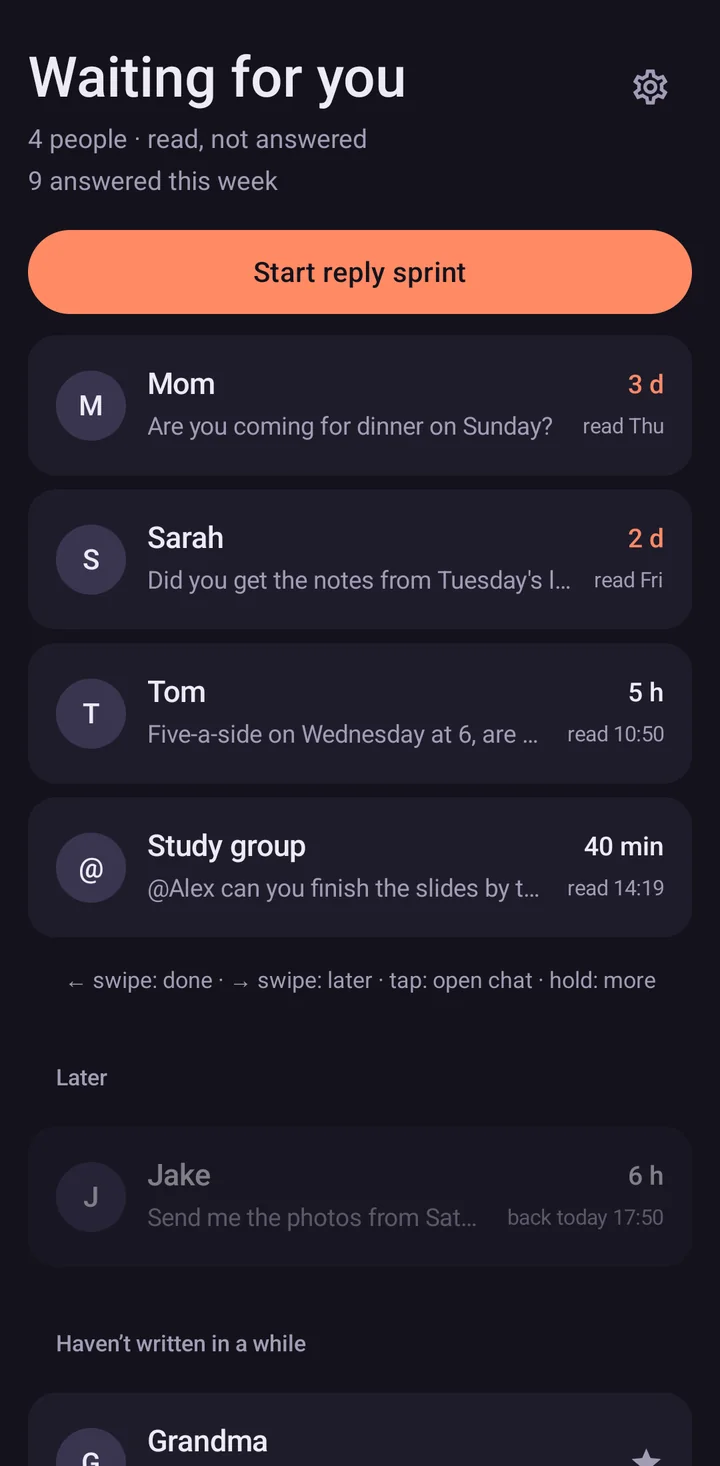 Waiting for you
4 people · read, not answered
9 answered this week
Start reply sprint
M
Mom
3 d
Are you coming for dinner on Sunday?
read Thu
S
Sarah
2 d
Did you get the notes from Tuesday's l...
read Fri
T
Tom
5 h
Five-a-side on Wednesday at 6, are ...
read 10:50
@
Study group
40 min
@Alex can you finish the slides by t...
read 14:19
← swipe: done · → swipe: later · tap: open chat · hold: more
Later
J
Jake
6 h
Send me the photos from Sat...
back today 17:50
Haven’t written in a while
G
Grandma